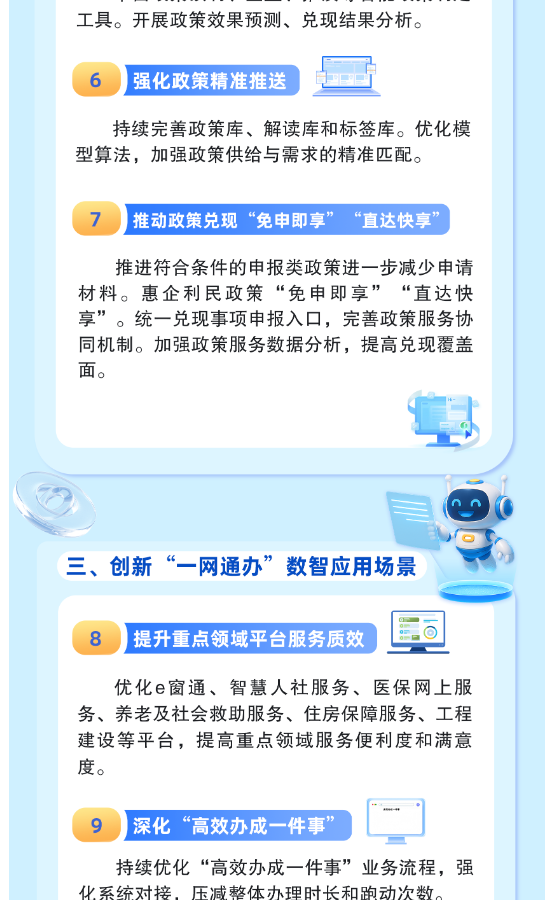 工具。开展政策效果预测、兑现结果分析。
6 强化政策精准推送
持续完善政策库、解读库和标签库。优化模
型算法，加强政策供给与需求的精准匹配。
7 推动政策兑现“免申即享”“直达快享”
推进符合条件的申报类政策进一步减少申请
材料。惠企利民政策“免申即享”“直达快
享”。统一兑现事项申报入口，完善政策服务协
同机制。加强政策服务数据分析，提高兑现覆盖
面。
三、创新“一网通办”数智应用场景
8 提升重点领域平台服务质效
优化e窗通、智慧人社服务、医保网上服
务、养老及社会救助服务、住房保障服务、工程
建设等平台，提高重点领域服务便利度和满意
度。
9 深化“高效办成一件事”
持续优化“高效办成一件事”业务流程，强
化系统对接，压减整体办理时长和跑动次数。